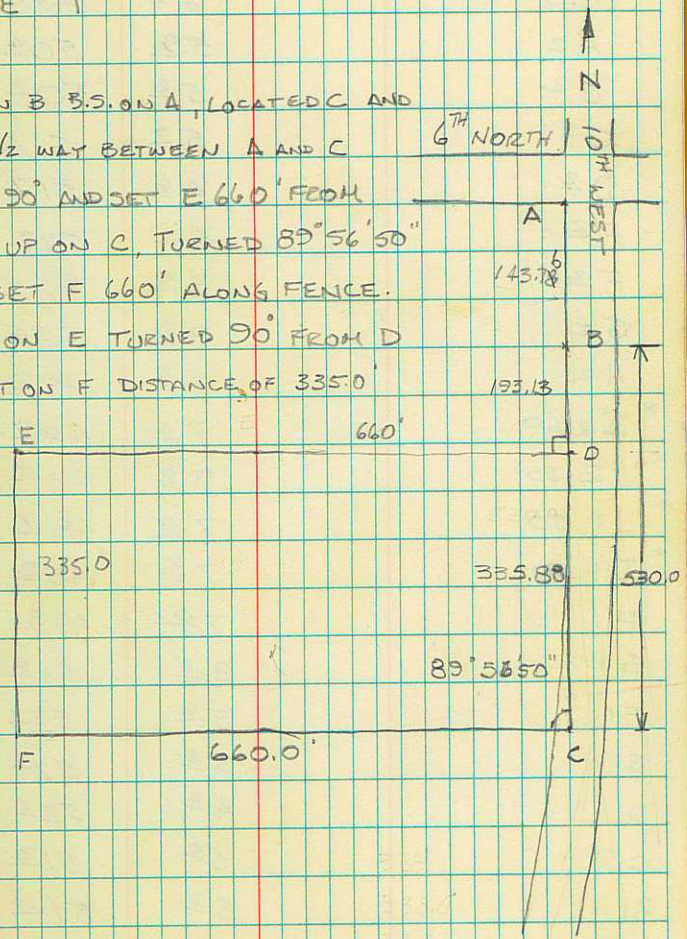 N
B B.S. ON A, LOCATED C AND
1/2 WAY BETWEEN A AND C
6TH NORTH
10TH WEST
90° AND SET E 660' FROM
UP ON C, TURNED 89°56'50"
A
SET F 660' ALONG FENCE.
143.76
ON E TURNED 90° FROM D
B
T ON F DISTANCE OF 335.0'
193.13
E
660'
D
335.0
335.88
530.0
89°56'50"
F
660.0'
C